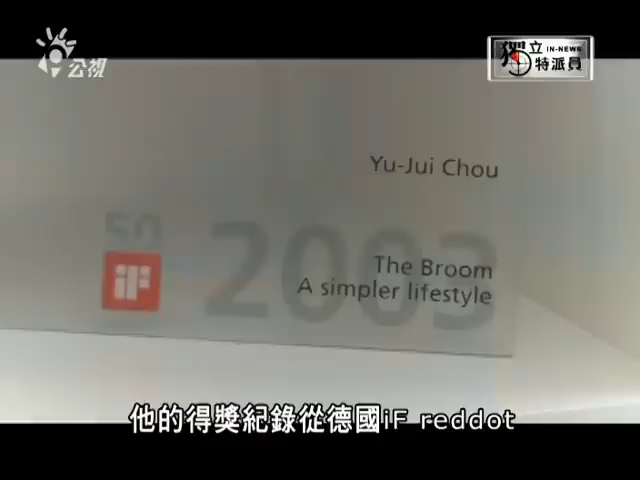 公視
獨立
IN-NEWS
特派員
Yu-Jui Chou
50
iF
2003
The Broom
A simpler lifestyle
他的得獎紀錄從德國iF reddot